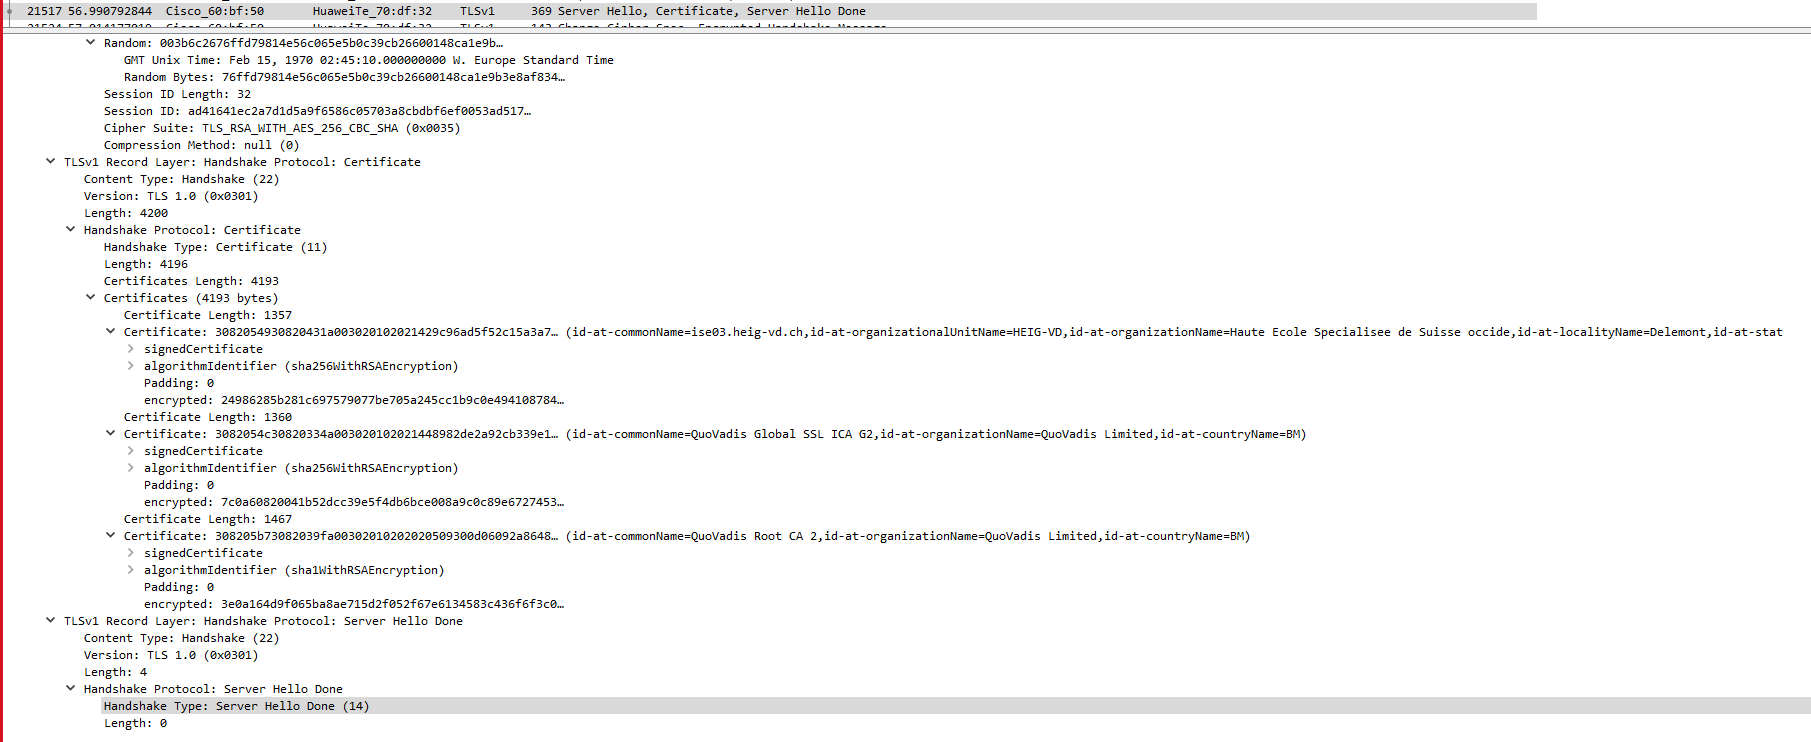 21517 56.990792844 Cisco_60:bf:50 HuaweiTe_70:df:32 TLSv1 369 Server Hello, Certificate, Server Hello Done
Random: 003b6c2676ffd79814e56c065e5b0c39cb26600148ca1e9b…
GMT Unix Time: Feb 15, 1970 02:45:10.000000000 W. Europe Standard Time
Random Bytes: 76ffd79814e56c065e5b0c39cb26600148ca1e9b3e8af834…
Session ID Length: 32
Session ID: ad41641ec2a7d1d5a9f6586c05703a8cbdbf6ef0053ad517…
Cipher Suite: TLS_RSA_WITH_AES_256_CBC_SHA (0x0035)
Compression Method: null (0)
TLSv1 Record Layer: Handshake Protocol: Certificate
Content Type: Handshake (22)
Version: TLS 1.0 (0x0301)
Length: 4200
Handshake Protocol: Certificate
Handshake Type: Certificate (11)
Length: 4196
Certificates Length: 4193
Certificates (4193 bytes)
Certificate Length: 1357
Certificate: 3082054930820431a003020102021429c96ad5f52c15a3a7… (id-at-commonName=ise03.heig-vd.ch,id-at-organizationalUnitName=HEIG-VD,id-at-organizationName=Haute Ecole Specialisee de Suisse occide,id-at-localityName=Delemont,id-at-stat
signedCertificate
algorithmIdentifier (sha256WithRSAEncryption)
Padding: 0
encrypted: 24986285b281c697579077be705a245cc1b9c0e494108784…
Certificate Length: 1360
Certificate: 3082054c30820334a003020102021448982de2a92cb339e1… (id-at-commonName=QuoVadis Global SSL ICA G2,id-at-organizationName=QuoVadis Limited,id-at-countryName=BM)
signedCertificate
algorithmIdentifier (sha256WithRSAEncryption)
Padding: 0
encrypted: 7c0a60820041b52dcc39e5f4db6bce008a9c0c89e6727453…
Certificate Length: 1467
Certificate: 308205b73082039fa00302010202020509300d06092a8648… (id-at-commonName=QuoVadis Root CA 2,id-at-organizationName=QuoVadis Limited,id-at-countryName=BM)
signedCertificate
algorithmIdentifier (sha1WithRSAEncryption)
Padding: 0
encrypted: 3e0a164d9f065ba8ae715d2f052f67e6134583c436f6f3c0…
TLSv1 Record Layer: Handshake Protocol: Server Hello Done
Content Type: Handshake (22)
Version: TLS 1.0 (0x0301)
Length: 4
Handshake Protocol: Server Hello Done
Handshake Type: Server Hello Done (14)
Length: 0